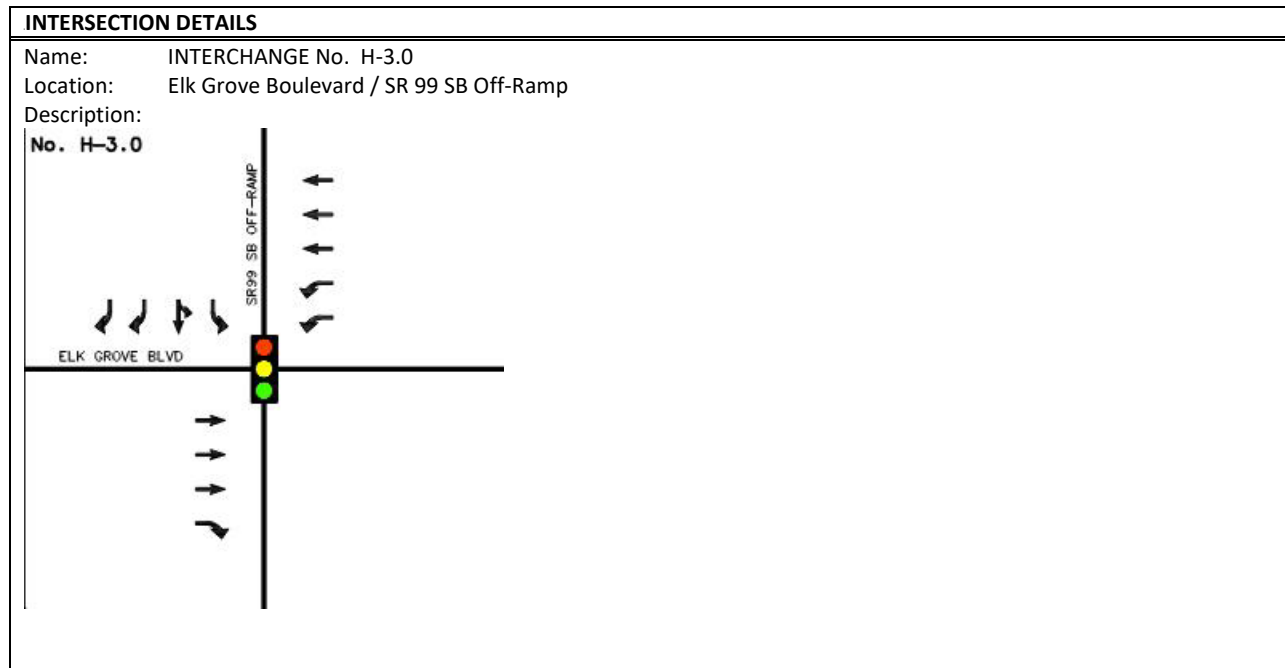 INTERSECTION DETAILS
Name: INTERCHANGE No. H-3.0
Location: Elk Grove Boulevard / SR 99 SB Off-Ramp
Description:
No. H-3.0
SR99 SB OFF-RAMP
ELK GROVE BLVD